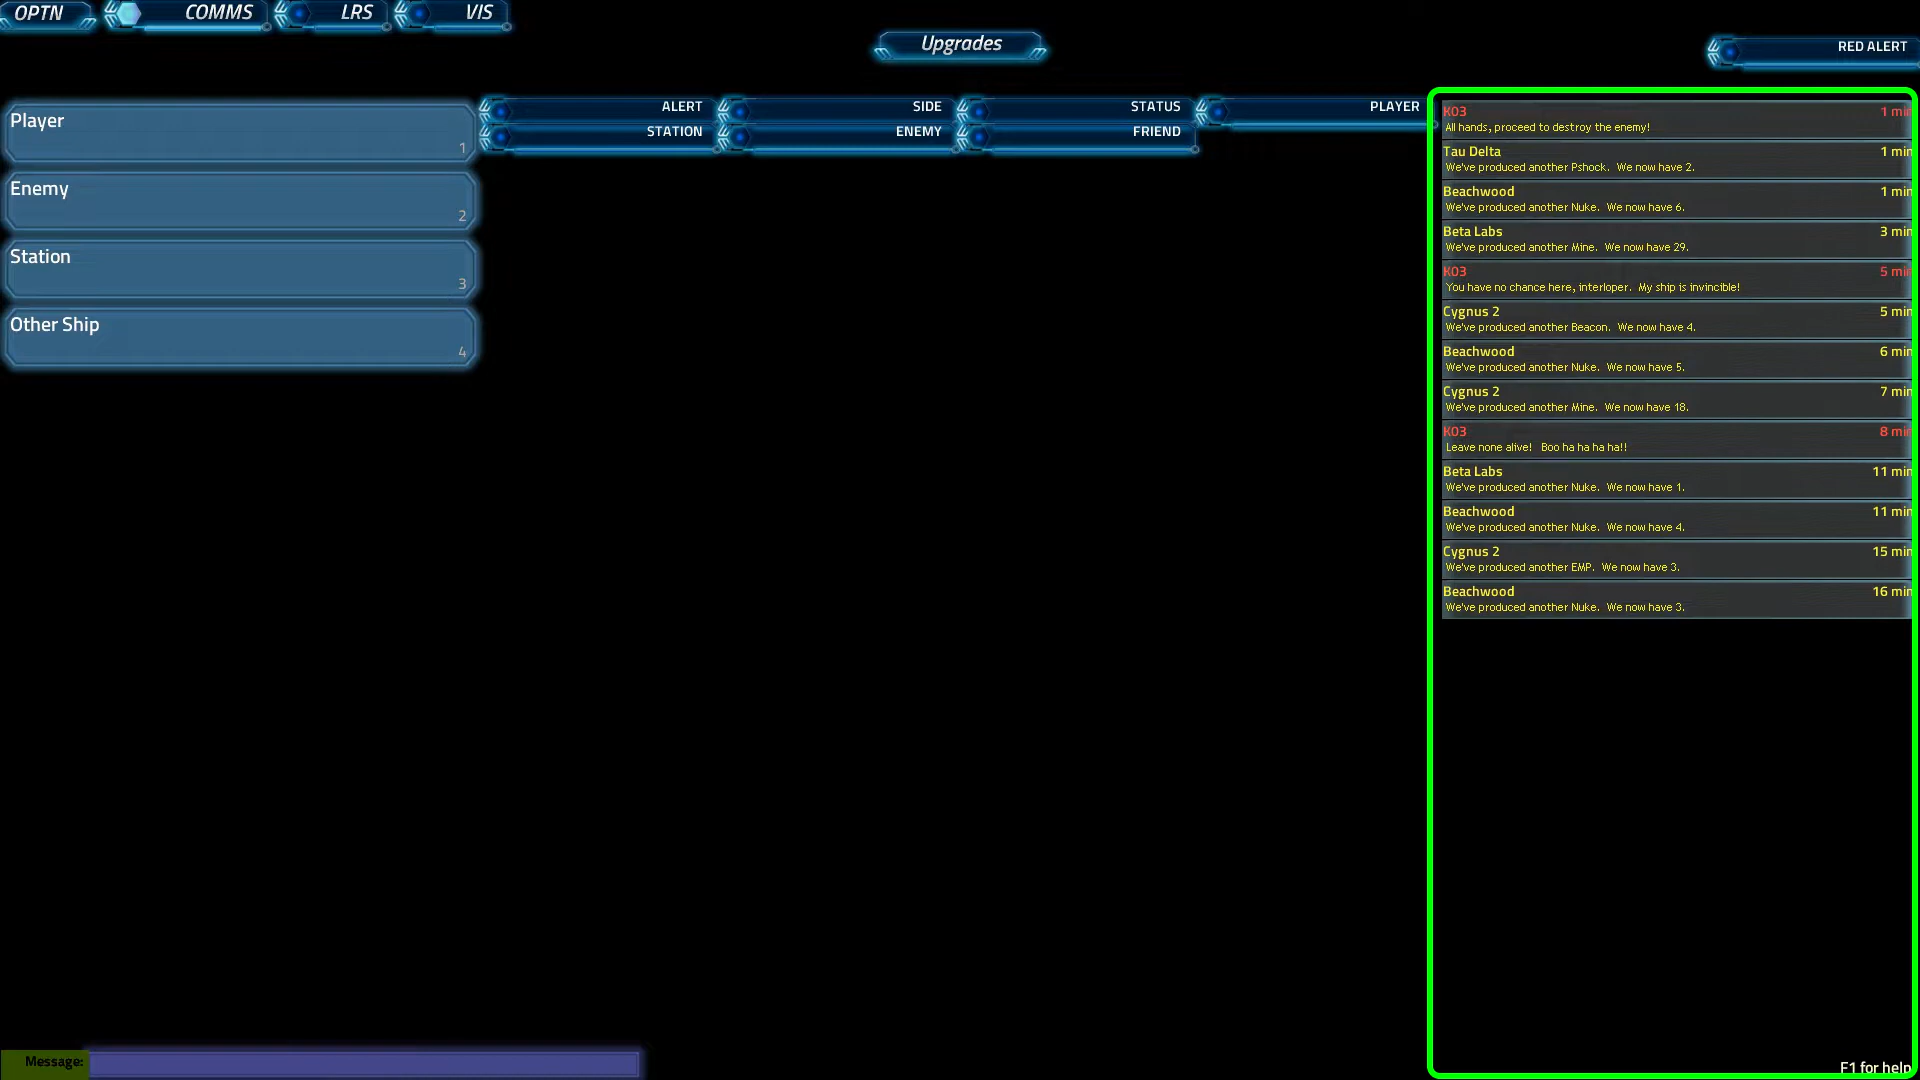 OPTN COMMS LRS VIS
Upgrades
RED ALERT
Player
1
Enemy
2
Station
3
Other Ship
4
ALERT SIDE STATUS PLAYER
STATION ENEMY FRIEND
K03 1 min
All hands, proceed to destroy the enemy!
Tau Delta 1 min
We've produced another Pshock. We now have 2.
Beachwood 1 min
We've produced another Nuke. We now have 6.
Beta Labs 3 min
We've produced another Mine. We now have 29.
K03 5 min
You have no chance here, interloper. My ship is invincible!
Cygnus 2 5 min
We've produced another Beacon. We now have 4.
Beachwood 6 min
We've produced another Nuke. We now have 5.
Cygnus 2 7 min
We've produced another Mine. We now have 18.
K03 8 min
Leave none alive! Boo ha ha ha ha!!
Beta Labs 11 min
We've produced another Nuke. We now have 1.
Beachwood 11 min
We've produced another Nuke. We now have 4.
Cygnus 2 15 min
We've produced another EMP. We now have 3.
Beachwood 16 min
We've produced another Nuke. We now have 3.
Message:
F1 for help